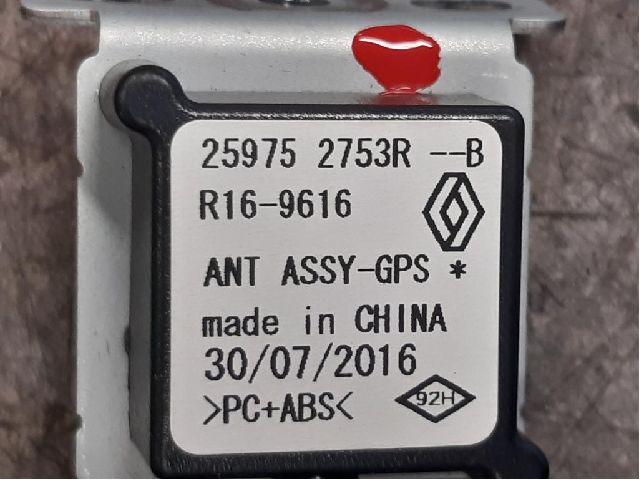 25975 2753R --B
R16-9616
ANT ASSY-GPS *
made in CHINA
30/07/2016
>PC+ABS<
92H